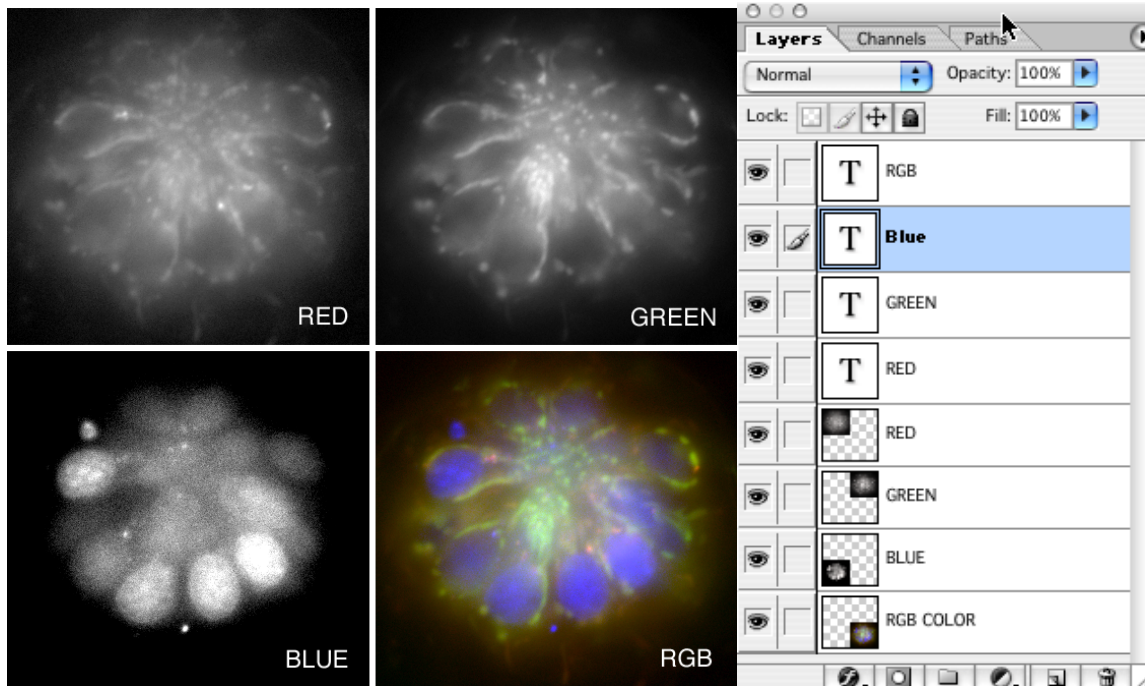 RED
GREEN
BLUE
RGB
Layers Channels Paths
Normal Opacity: 100%
Lock: Fill: 100%
T RGB
T Blue
T GREEN
T RED
RED
GREEN
BLUE
RGB COLOR